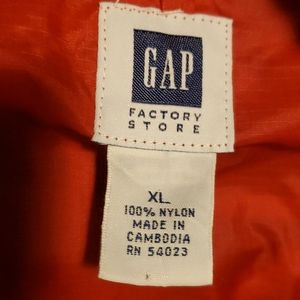 GAP
FACTORY
STORE
XL
100% NYLON
MADE IN
CAMBODIA
RN 54023